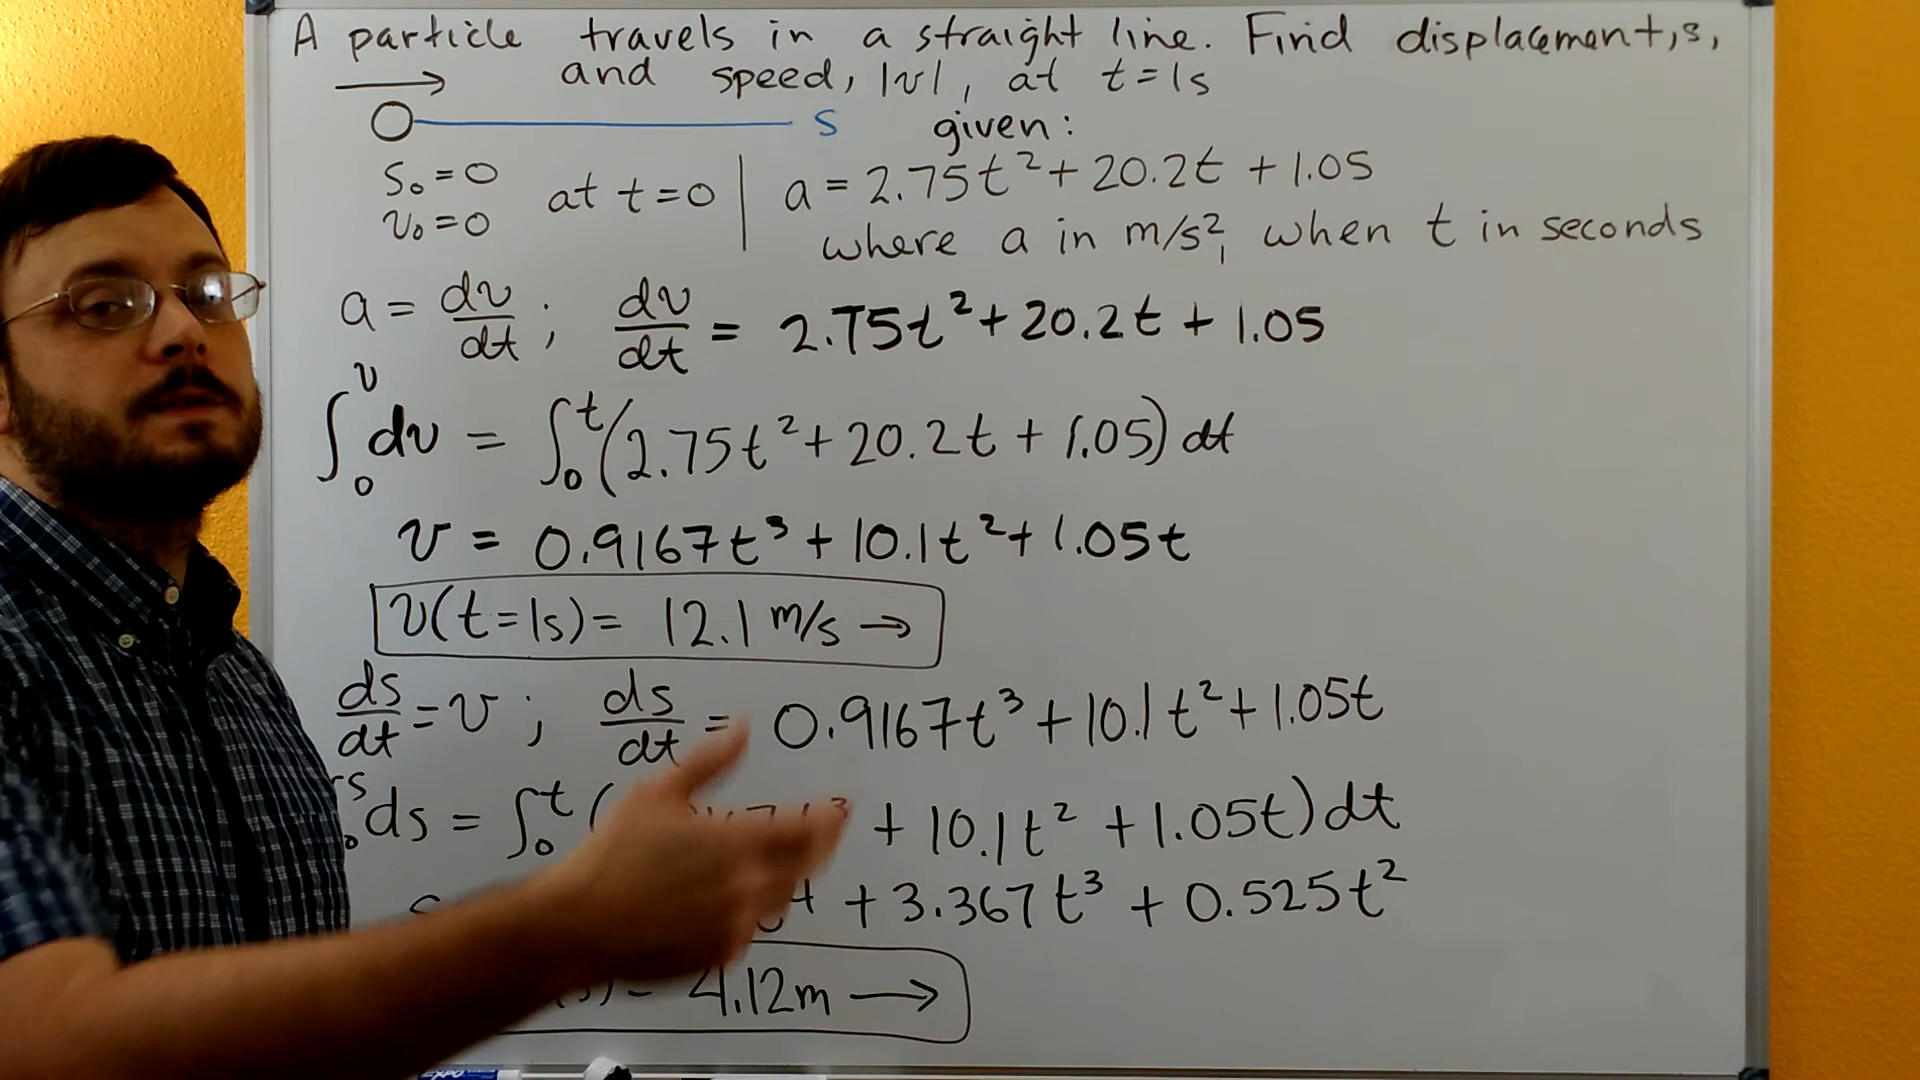 A particle travels in a straight line. Find displacement, s,
and speed, |v|, at t=1s
s given:
s₀=0
v₀=0
at t=0
a = 2.75t² + 20.2t + 1.05
where a in m/s², when t in seconds
a = dv/dt ; dv/dt = 2.75t² + 20.2t + 1.05
∫₀ᵛ dv = ∫₀ᵗ (2.75t² + 20.2t + 1.05) dt
v = 0.9167t³ + 10.1t² + 1.05t
v(t=1s) = 12.1 m/s →
ds/dt = v ; ds/dt = 0.9167t³ + 10.1t² + 1.05t
ds = ∫₀ᵗ ( + 10.1t² + 1.05t) dt
+ 3.367t³ + 0.525t²
4.12m →
EXPO